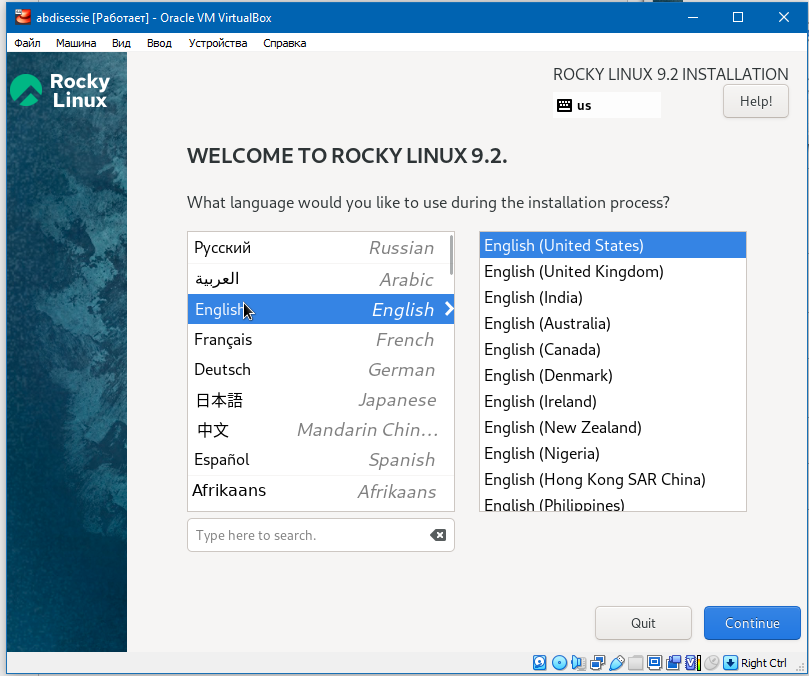 abdisessie [Работает] - Oracle VM VirtualBox
Файл Машина Вид Ввод Устройства Справка
Rocky
Linux
ROCKY LINUX 9.2 INSTALLATION
us
Help!
WELCOME TO ROCKY LINUX 9.2.
What language would you like to use during the installation process?
Русский Russian
العربية Arabic
English English
Français French
Deutsch German
日本語 Japanese
中文 Mandarin Chin…
Español Spanish
Afrikaans Afrikaans
Type here to search.
English (United States)
English (United Kingdom)
English (India)
English (Australia)
English (Canada)
English (Denmark)
English (Ireland)
English (New Zealand)
English (Nigeria)
English (Hong Kong SAR China)
English (Philippines)
Quit
Continue
Right Ctrl